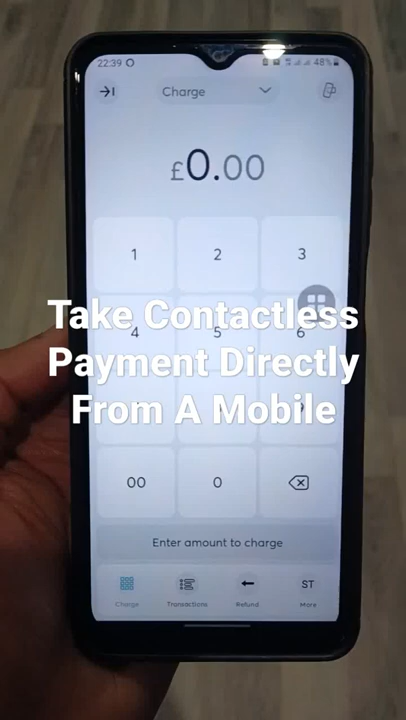 22:39
48%
Charge
£0.00
1
2
3
Take Contactless
4
5
6
Payment Directly
From A Mobile
00
0
Enter amount to charge
Charge
Transactions
Refund
ST
More